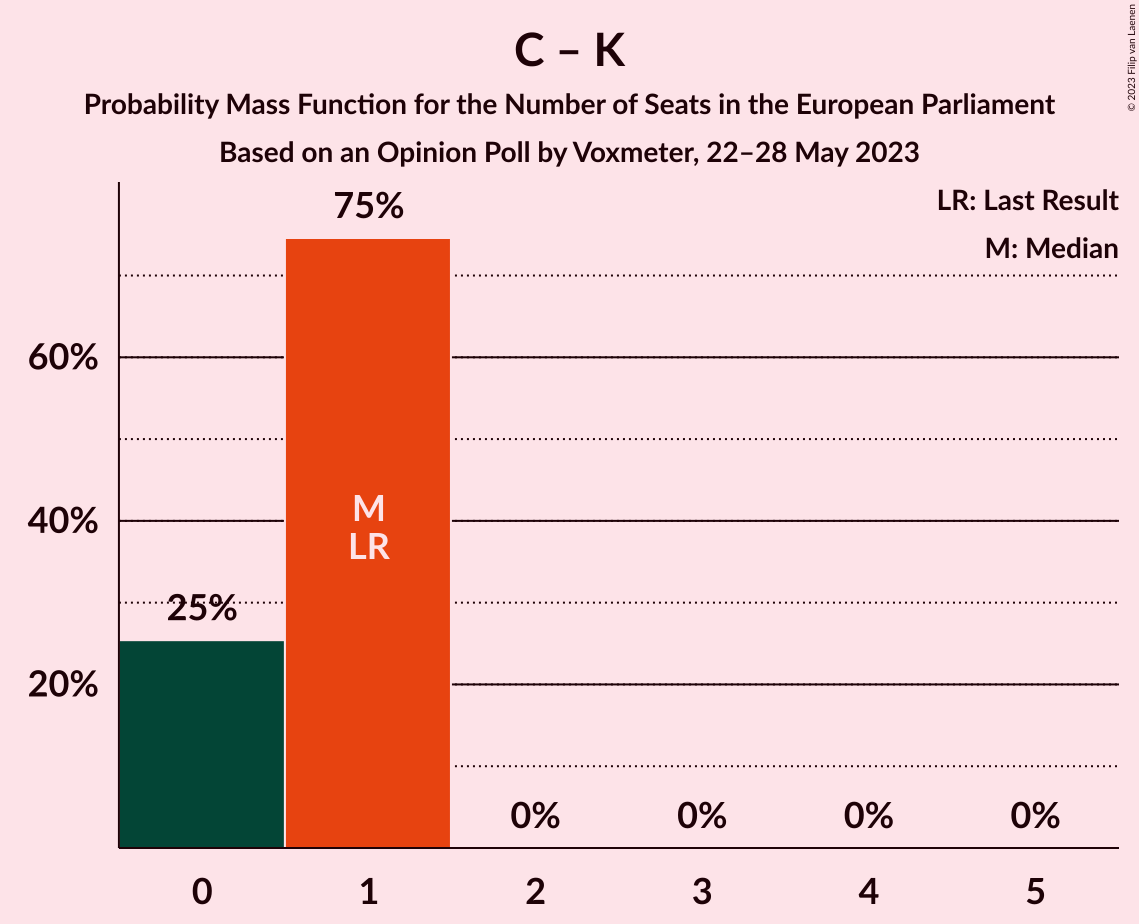 C – K
Probability Mass Function for the Number of Seats in the European Parliament
Based on an Opinion Poll by Voxmeter, 22–28 May 2023
© 2023 Filip van Laenen
LR: Last Result
M: Median
75%
60%
M
40%
LR
25%
20%
0% 0% 0% 0%
0 1 2 3 4 5